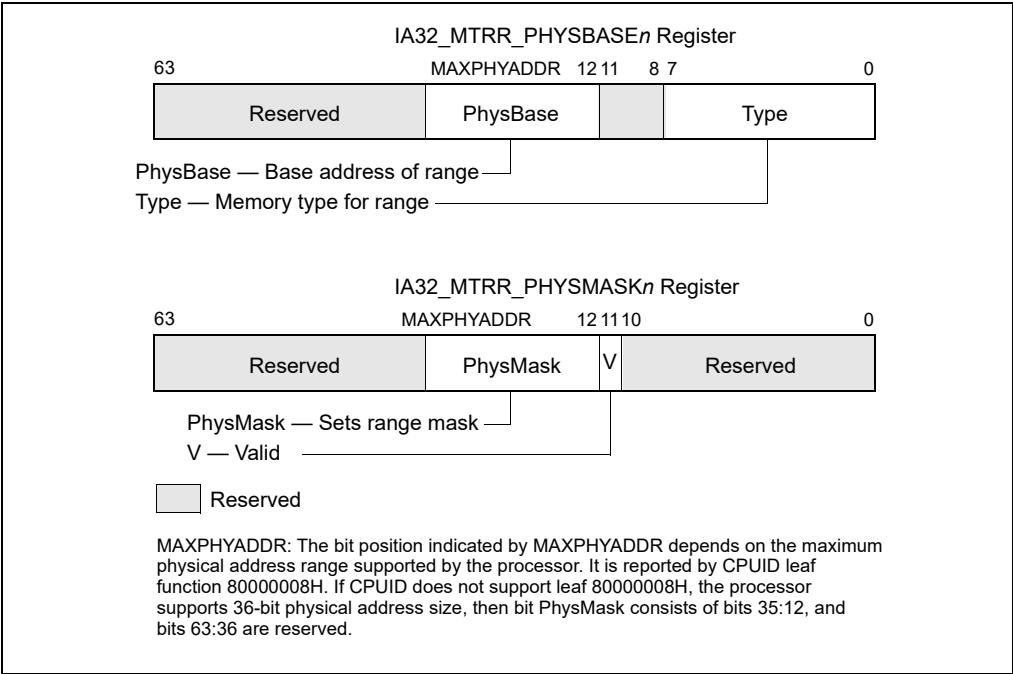 IA32_MTRR_PHYSBASEn Register
63 MAXPHYADDR 12 11 8 7 0
Reserved PhysBase Type
PhysBase — Base address of range
Type — Memory type for range
IA32_MTRR_PHYSMASKn Register
63 MAXPHYADDR 12 11 10 0
Reserved PhysMask V Reserved
PhysMask — Sets range mask
V — Valid
Reserved
MAXPHYADDR: The bit position indicated by MAXPHYADDR depends on the maximum
physical address range supported by the processor. It is reported by CPUID leaf
function 80000008H. If CPUID does not support leaf 80000008H, the processor
supports 36-bit physical address size, then bit PhysMask consists of bits 35:12, and
bits 63:36 are reserved.